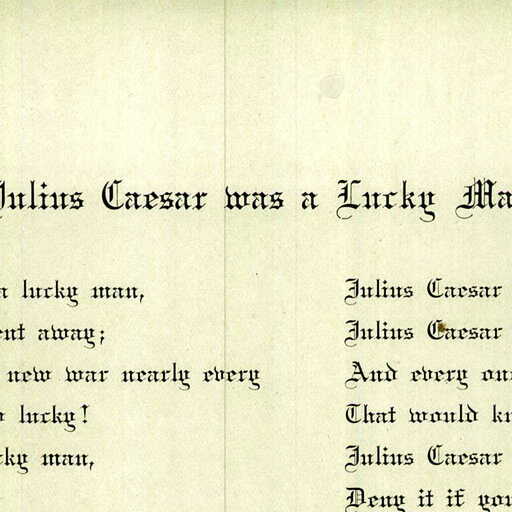 Julius Caesar was a Lucky Ma
a lucky man,
ent away;
new war nearly every
lucky!
cky man,
Julius Caesar
Julius Caesar
And every on
That would k
Julius Caesar
Deny it if you